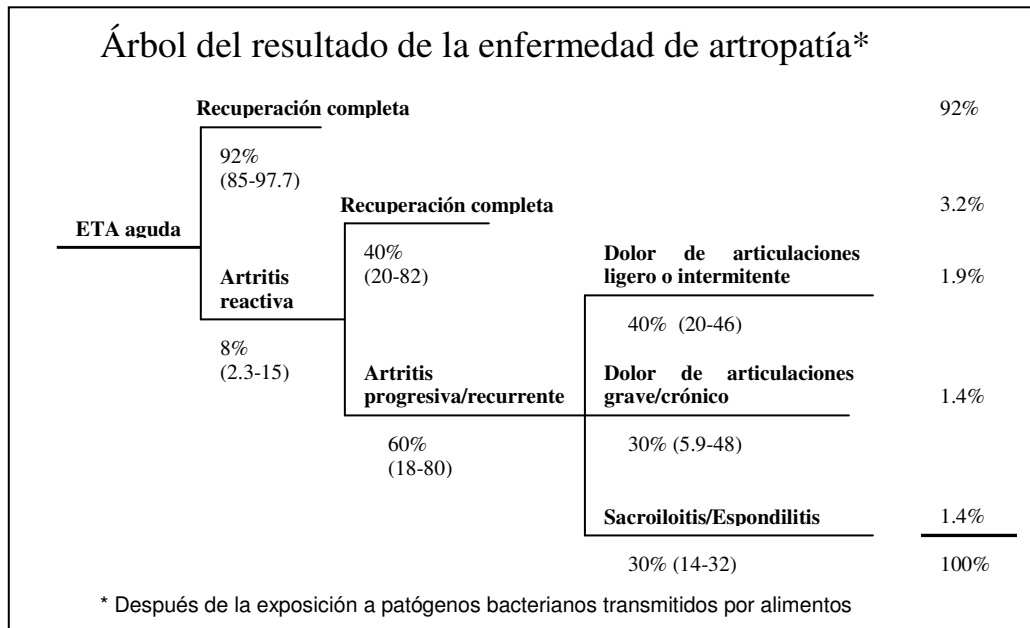 Árbol del resultado de la enfermedad de artropatía*
Recuperación completa
92%
92%
(85-97.7)
Recuperación completa
3.2%
ETA aguda
40%
(20-82)
Dolor de articulaciones
ligero o intermitente
1.9%
Artritis
reactiva
40% (20-46)
8%
(2.3-15)
Artritis
progresiva/recurrente
Dolor de articulaciones
grave/crónico
1.4%
60%
(18-80)
30% (5.9-48)
Sacroiloitis/Espondilitis
1.4%
30% (14-32)
100%
* Después de la exposición a patógenos bacterianos transmitidos por alimentos